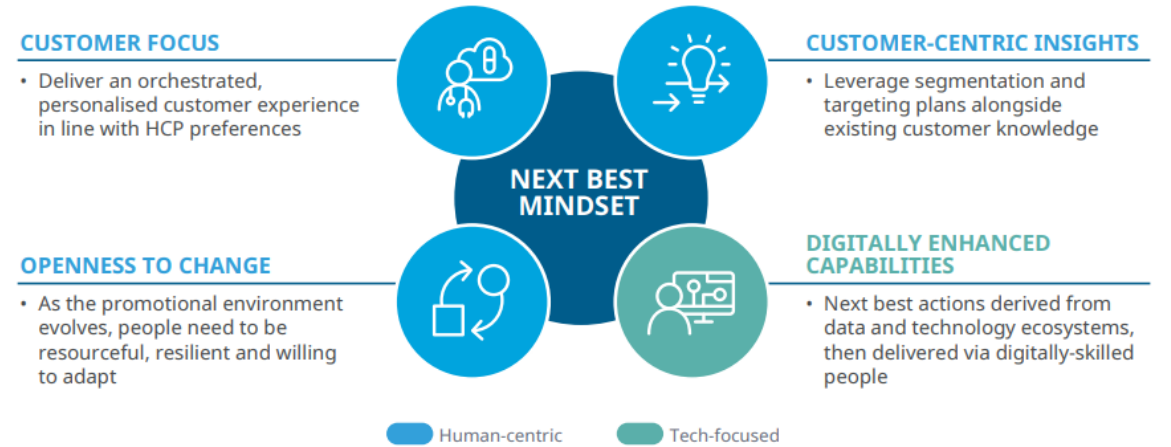 CUSTOMER FOCUS
• Deliver an orchestrated,
personalised customer experience
in line with HCP preferences
CUSTOMER-CENTRIC INSIGHTS
• Leverage segmentation and
targeting plans alongside
existing customer knowledge
NEXT BEST
MINDSET
OPENNESS TO CHANGE
• As the promotional environment
evolves, people need to be
resourceful, resilient and willing
to adapt
DIGITALLY ENHANCED
CAPABILITIES
• Next best actions derived from
data and technology ecosystems,
then delivered via digitally-skilled
people
Human-centric
Tech-focused